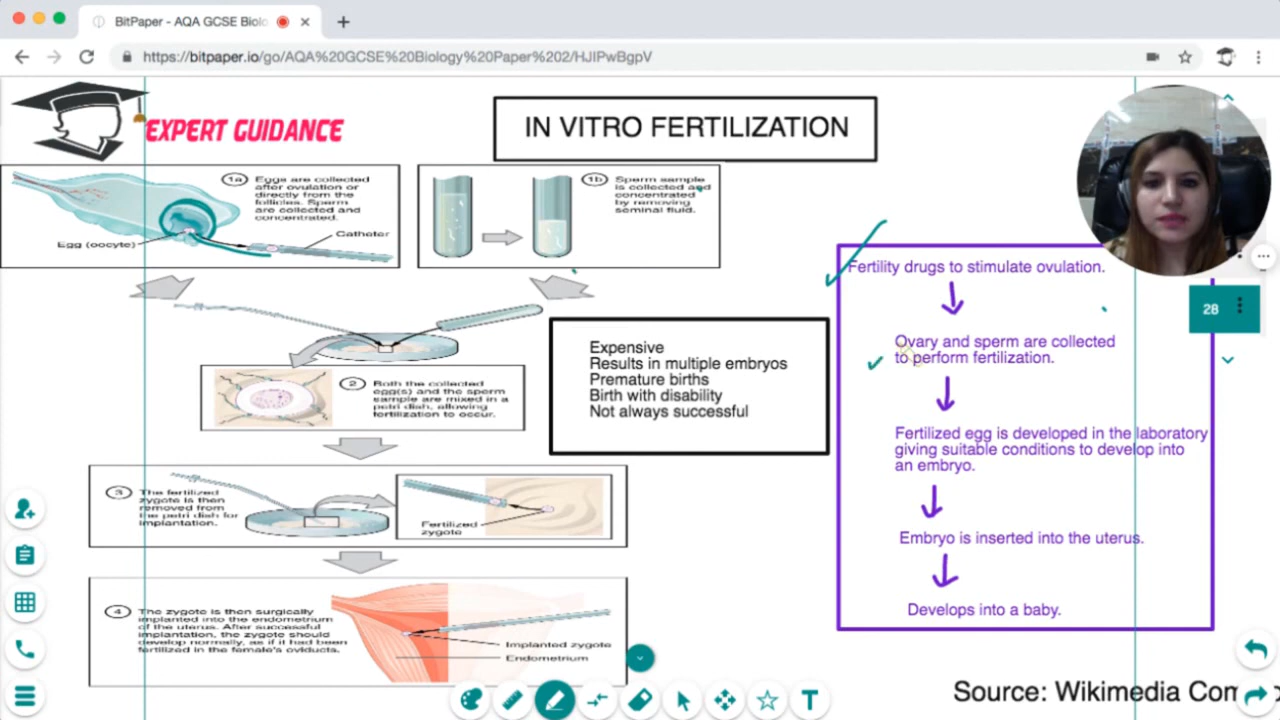 BitPaper - AQA GCSE Biolo
https://bitpaper.io/go/AQA%20GCSE%20Biology%20Paper%202/HJIPwBgpV
EXPERT GUIDANCE
IN VITRO FERTILIZATION
1a Eggs are collected
after ovulation or
directly from the
follicles. Sperm
are collected and
concentrated.
Egg (oocyte)
Catheter
1b Sperm sample
is collected and
concentrated
by removing
seminal fluid.
2 Both the collected
egg(s) and the sperm
sample are mixed in a
petri dish, allowing
fertilization to occur.
3 The fertilized
zygote is then
removed from
the petri dish for
implantation.
Fertilized
zygote
4 The zygote is then surgically
implanted into the endometrium
of the uterus. After successful
implantation, the zygote should
develop normally, as if it had been
fertilized in the female's oviducts.
Implanted zygote
Endometrium
Expensive
Results in multiple embryos
Premature births
Birth with disability
Not always successful
Fertility drugs to stimulate ovulation.
Ovary and sperm are collected
to perform fertilization.
Fertilized egg is developed in the laboratory
giving suitable conditions to develop into
an embryo.
Embryo is inserted into the uterus.
Develops into a baby.
28
T
Source: Wikimedia Com